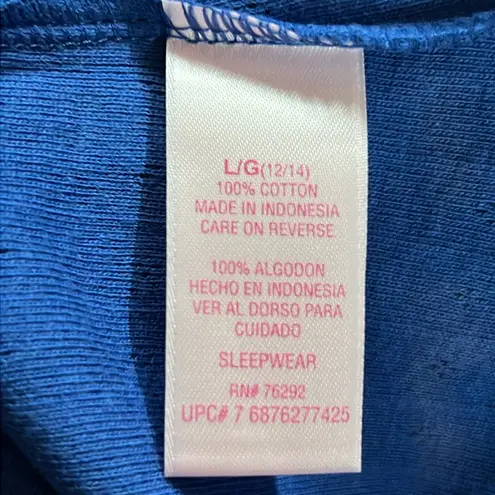 L/G(12/14)
100% COTTON
MADE IN INDONESIA
CARE ON REVERSE
100% ALGODON
HECHO EN INDONESIA
VER AL DORSO PARA
CUIDADO
SLEEPWEAR
RN# 76292
UPC# 7 6876277425